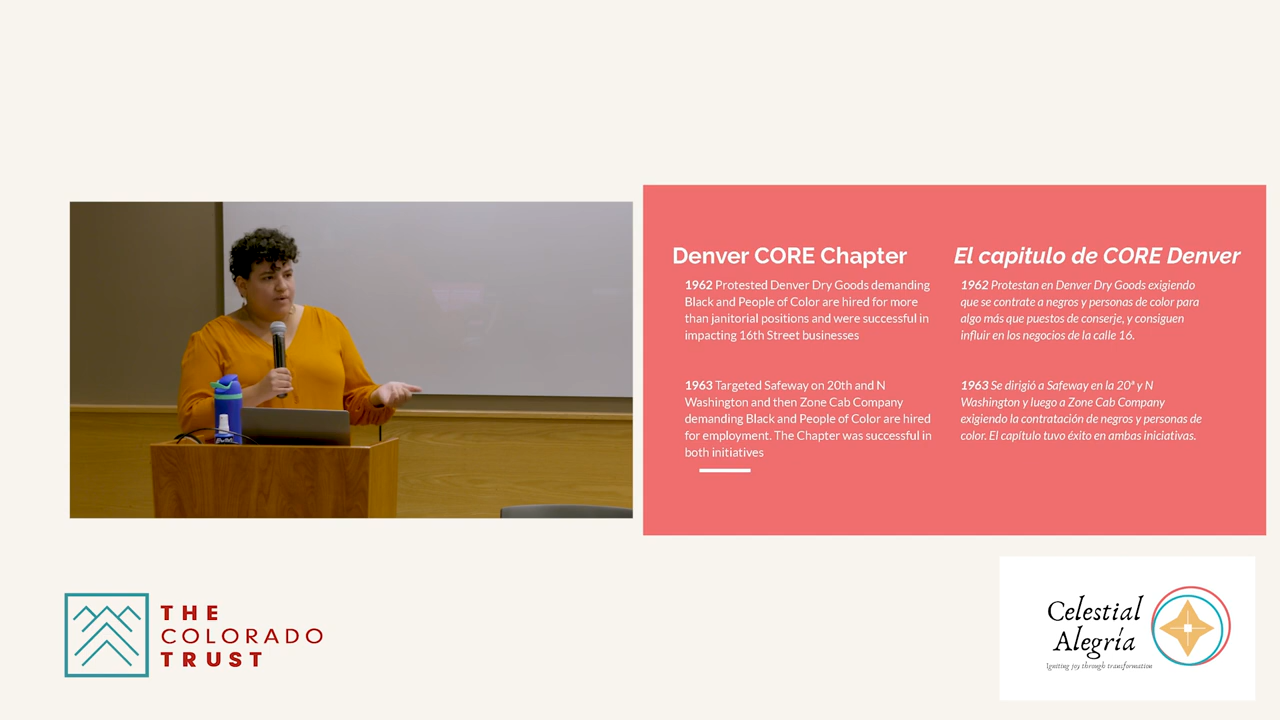 Denver CORE Chapter
1962 Protested Denver Dry Goods demanding
Black and People of Color are hired for more
than janitorial positions and were successful in
impacting 16th Street businesses
1963 Targeted Safeway on 20th and N
Washington and then Zone Cab Company
demanding Black and People of Color are hired
for employment. The Chapter was successful in
both initiatives
El capitulo de CORE Denver
1962 Protestan en Denver Dry Goods exigiendo
que se contrate a negros y personas de color para
algo más que puestos de conserje, y consiguen
influir en los negocios de la calle 16.
1963 Se dirigió a Safeway en la 20ª y N
Washington y luego a Zone Cab Company
exigiendo la contratación de negros y personas de
color. El capítulo tuvo éxito en ambas iniciativas.
THE
COLORADO
TRUST
Celestial
Alegría
Igniting joy through transformation